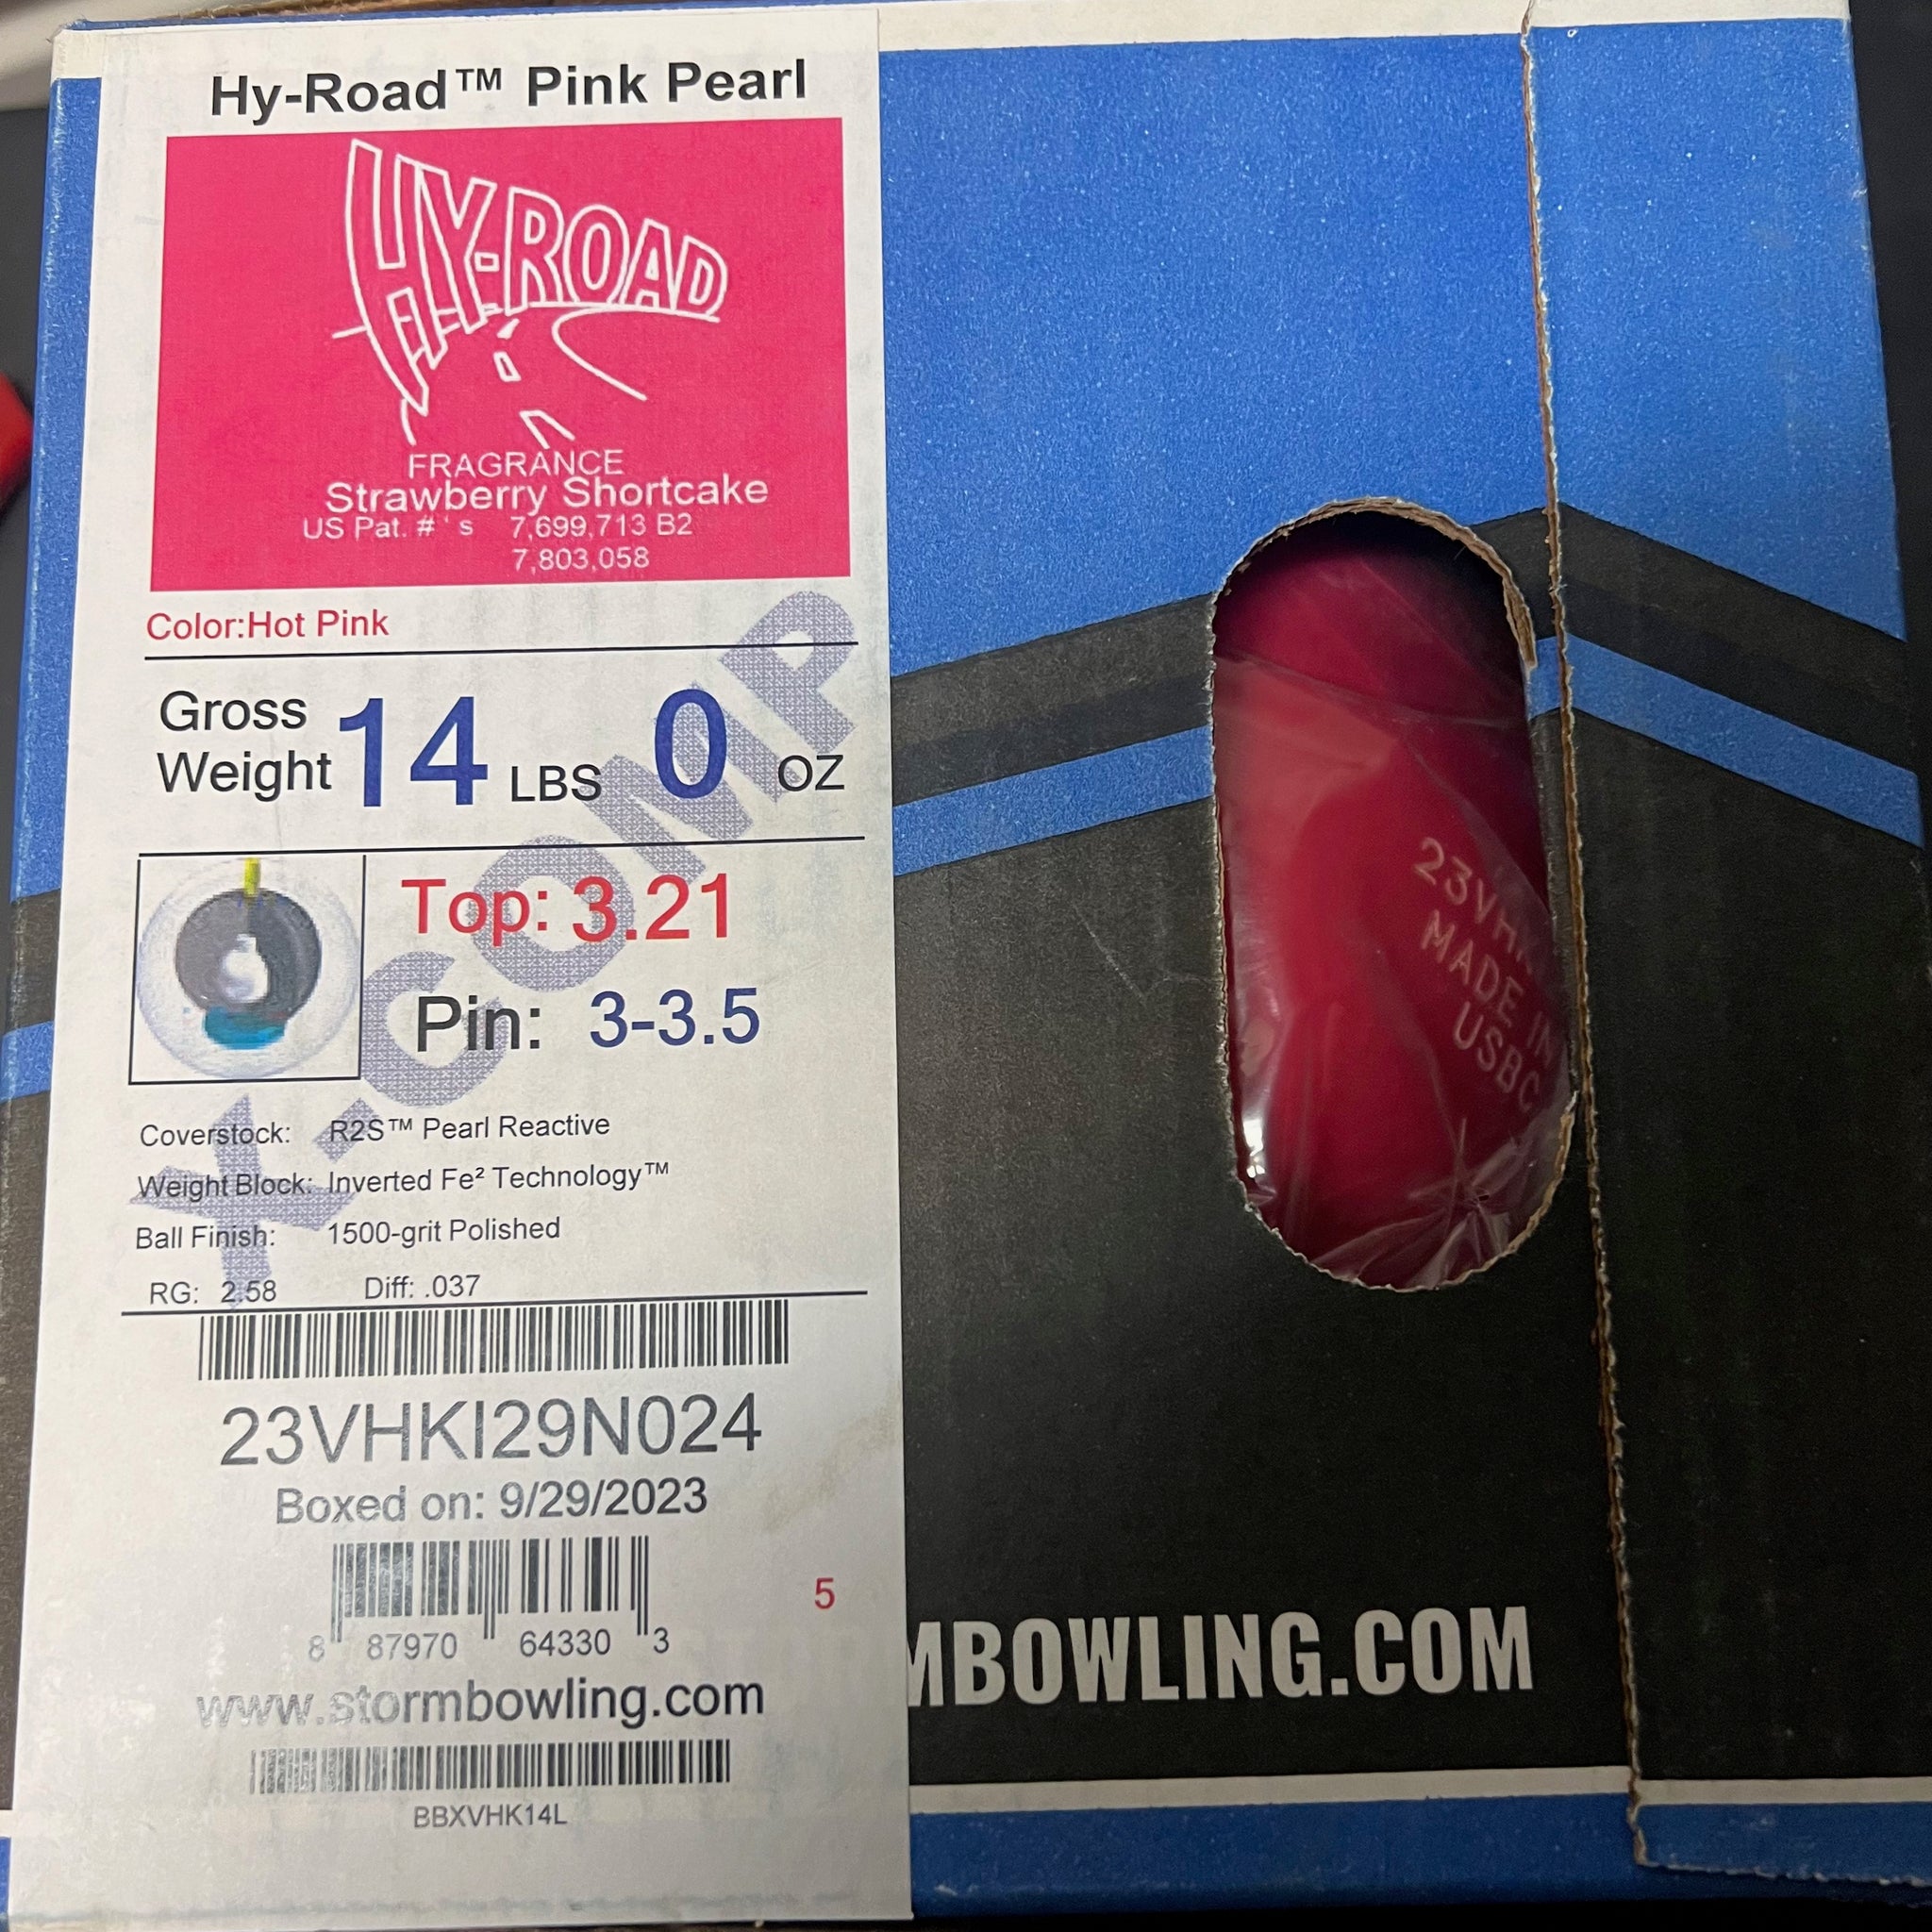 Hy-Road™ Pink Pearl
HY-ROAD
FRAGRANCE
Strawberry Shortcake
US Pat. # ' s 7,699,713 B2
7,803,058
Color:Hot Pink
Gross Weight 14 LBS 0 OZ
Top: 3.21
Pin: 3-3.5
X-COMP
Coverstock: R2S™ Pearl Reactive
Weight Block: Inverted Fe² Technology™
Ball Finish: 1500-grit Polished
RG: 2.58 Diff: .037
23VHKI29N024
Boxed on: 9/29/2023
5
8 87970 64330 3
www.stormbowling.com
BBXVHK14L
23VHK
MADE IN
USBC
MBOWLING.COM